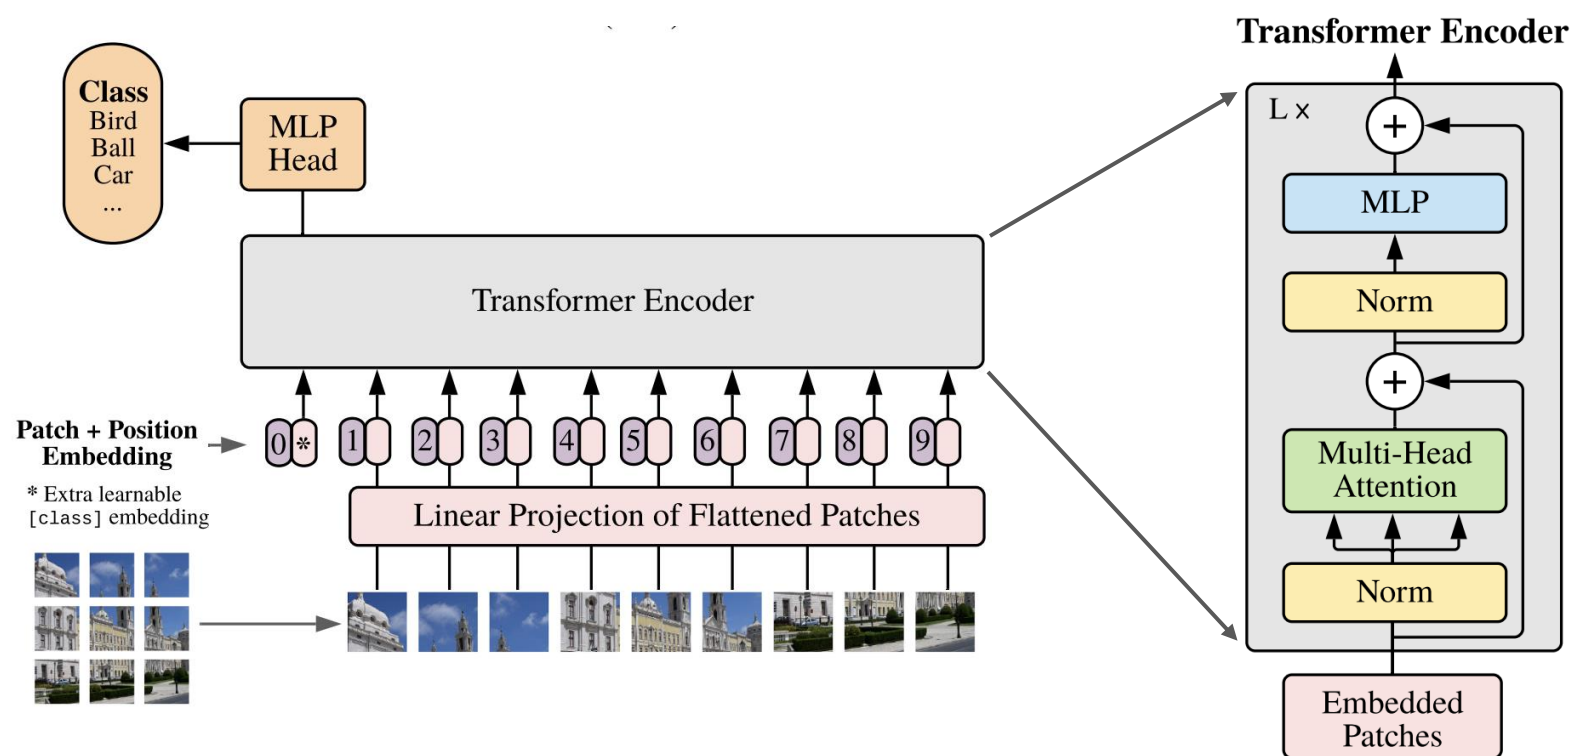 Transformer Encoder
Class
Bird
Ball
Car
...
MLP
Head
Transformer Encoder
Patch + Position
Embedding
0 * 1 2 3 4 5 6 7 8 9
* Extra learnable
[class] embedding
Linear Projection of Flattened Patches
L x
+
MLP
Norm
+
Multi-Head
Attention
Norm
Embedded
Patches